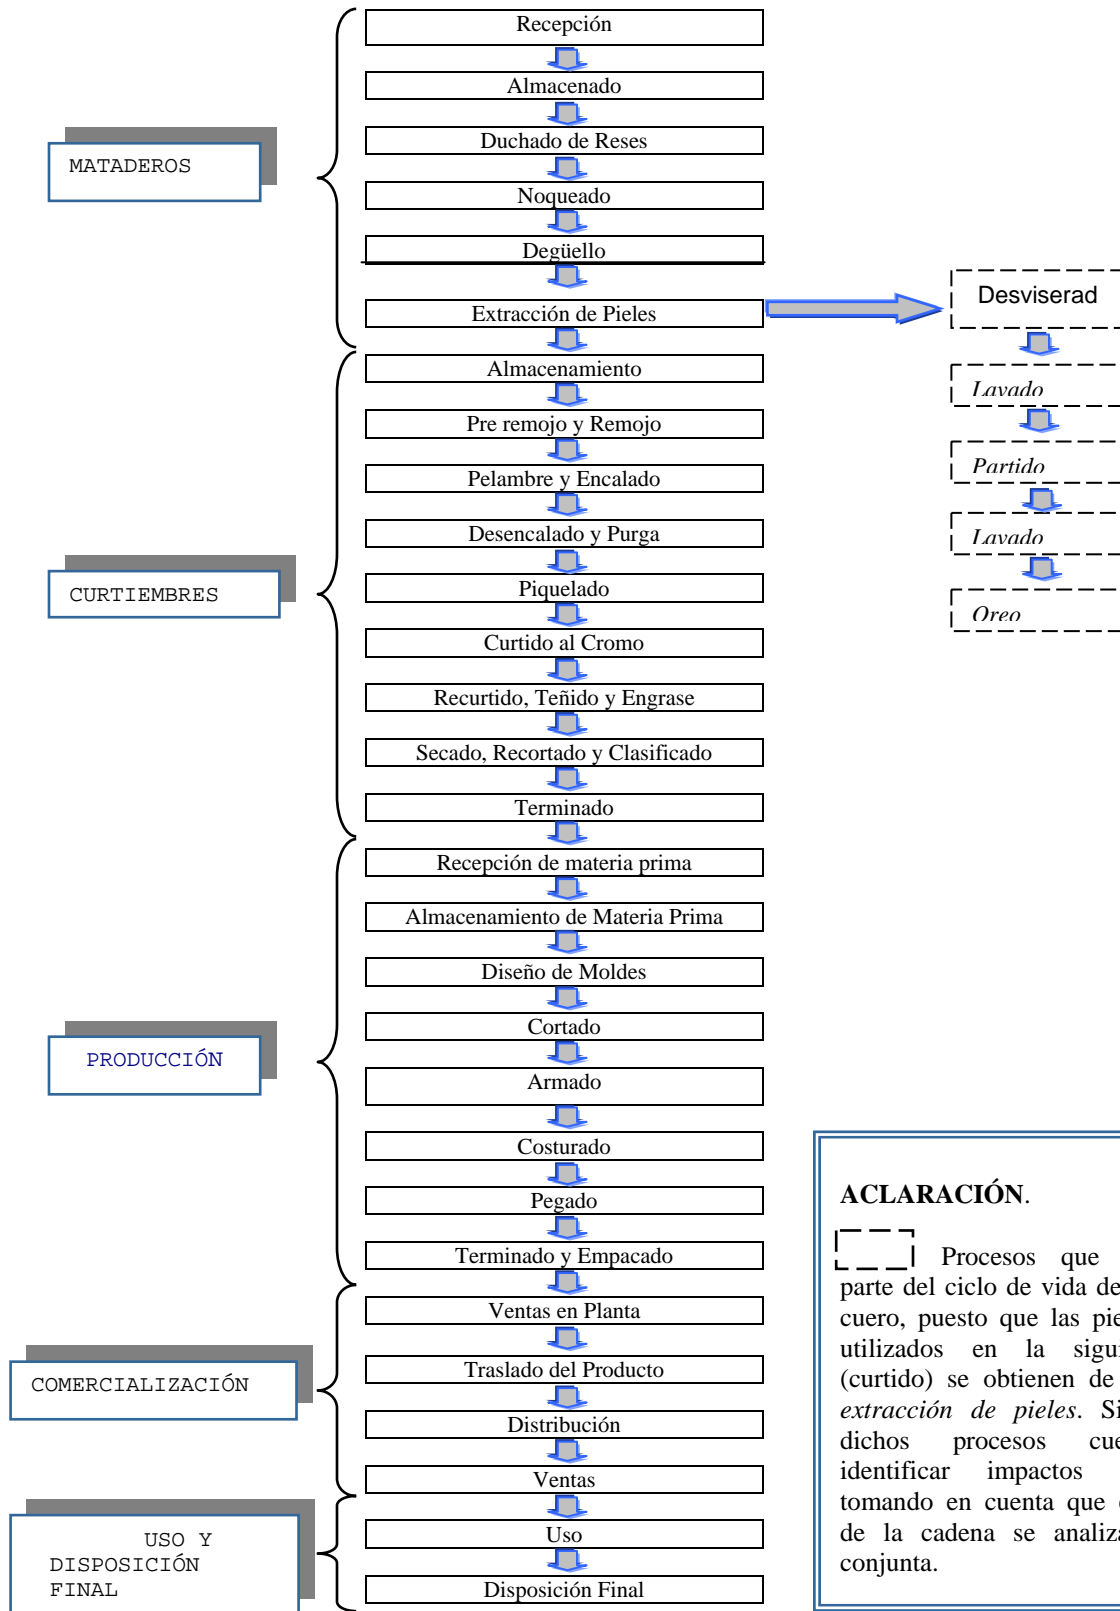 Recepción
Almacenado
Duchado de Reses
MATADEROS
Noqueado
Degüello
Extracción de Pieles
Desviserad
Lavado
Partido
Lavado
Oreo
Almacenamiento
Pre remojo y Remojo
Pelambre y Encalado
Desencalado y Purga
CURTIEMBRES
Piquelado
Curtido al Cromo
Recurtido, Teñido y Engrase
Secado, Recortado y Clasificado
Terminado
Recepción de materia prima
Almacenamiento de Materia Prima
Diseño de Moldes
Cortado
PRODUCCIÓN
Armado
Costurado
Pegado
Terminado y Empacado
Ventas en Planta
Traslado del Producto
COMERCIALIZACIÓN
Distribución
Ventas
USO Y
DISPOSICIÓN
FINAL
Uso
Disposición Final
ACLARACIÓN.
Procesos que
parte del ciclo de vida de
cuero, puesto que las pie
utilizados en la sigu
(curtido) se obtienen de
extracción de pieles. Si
dichos procesos cue
identificar impactos
tomando en cuenta que
de la cadena se analiza
conjunta.